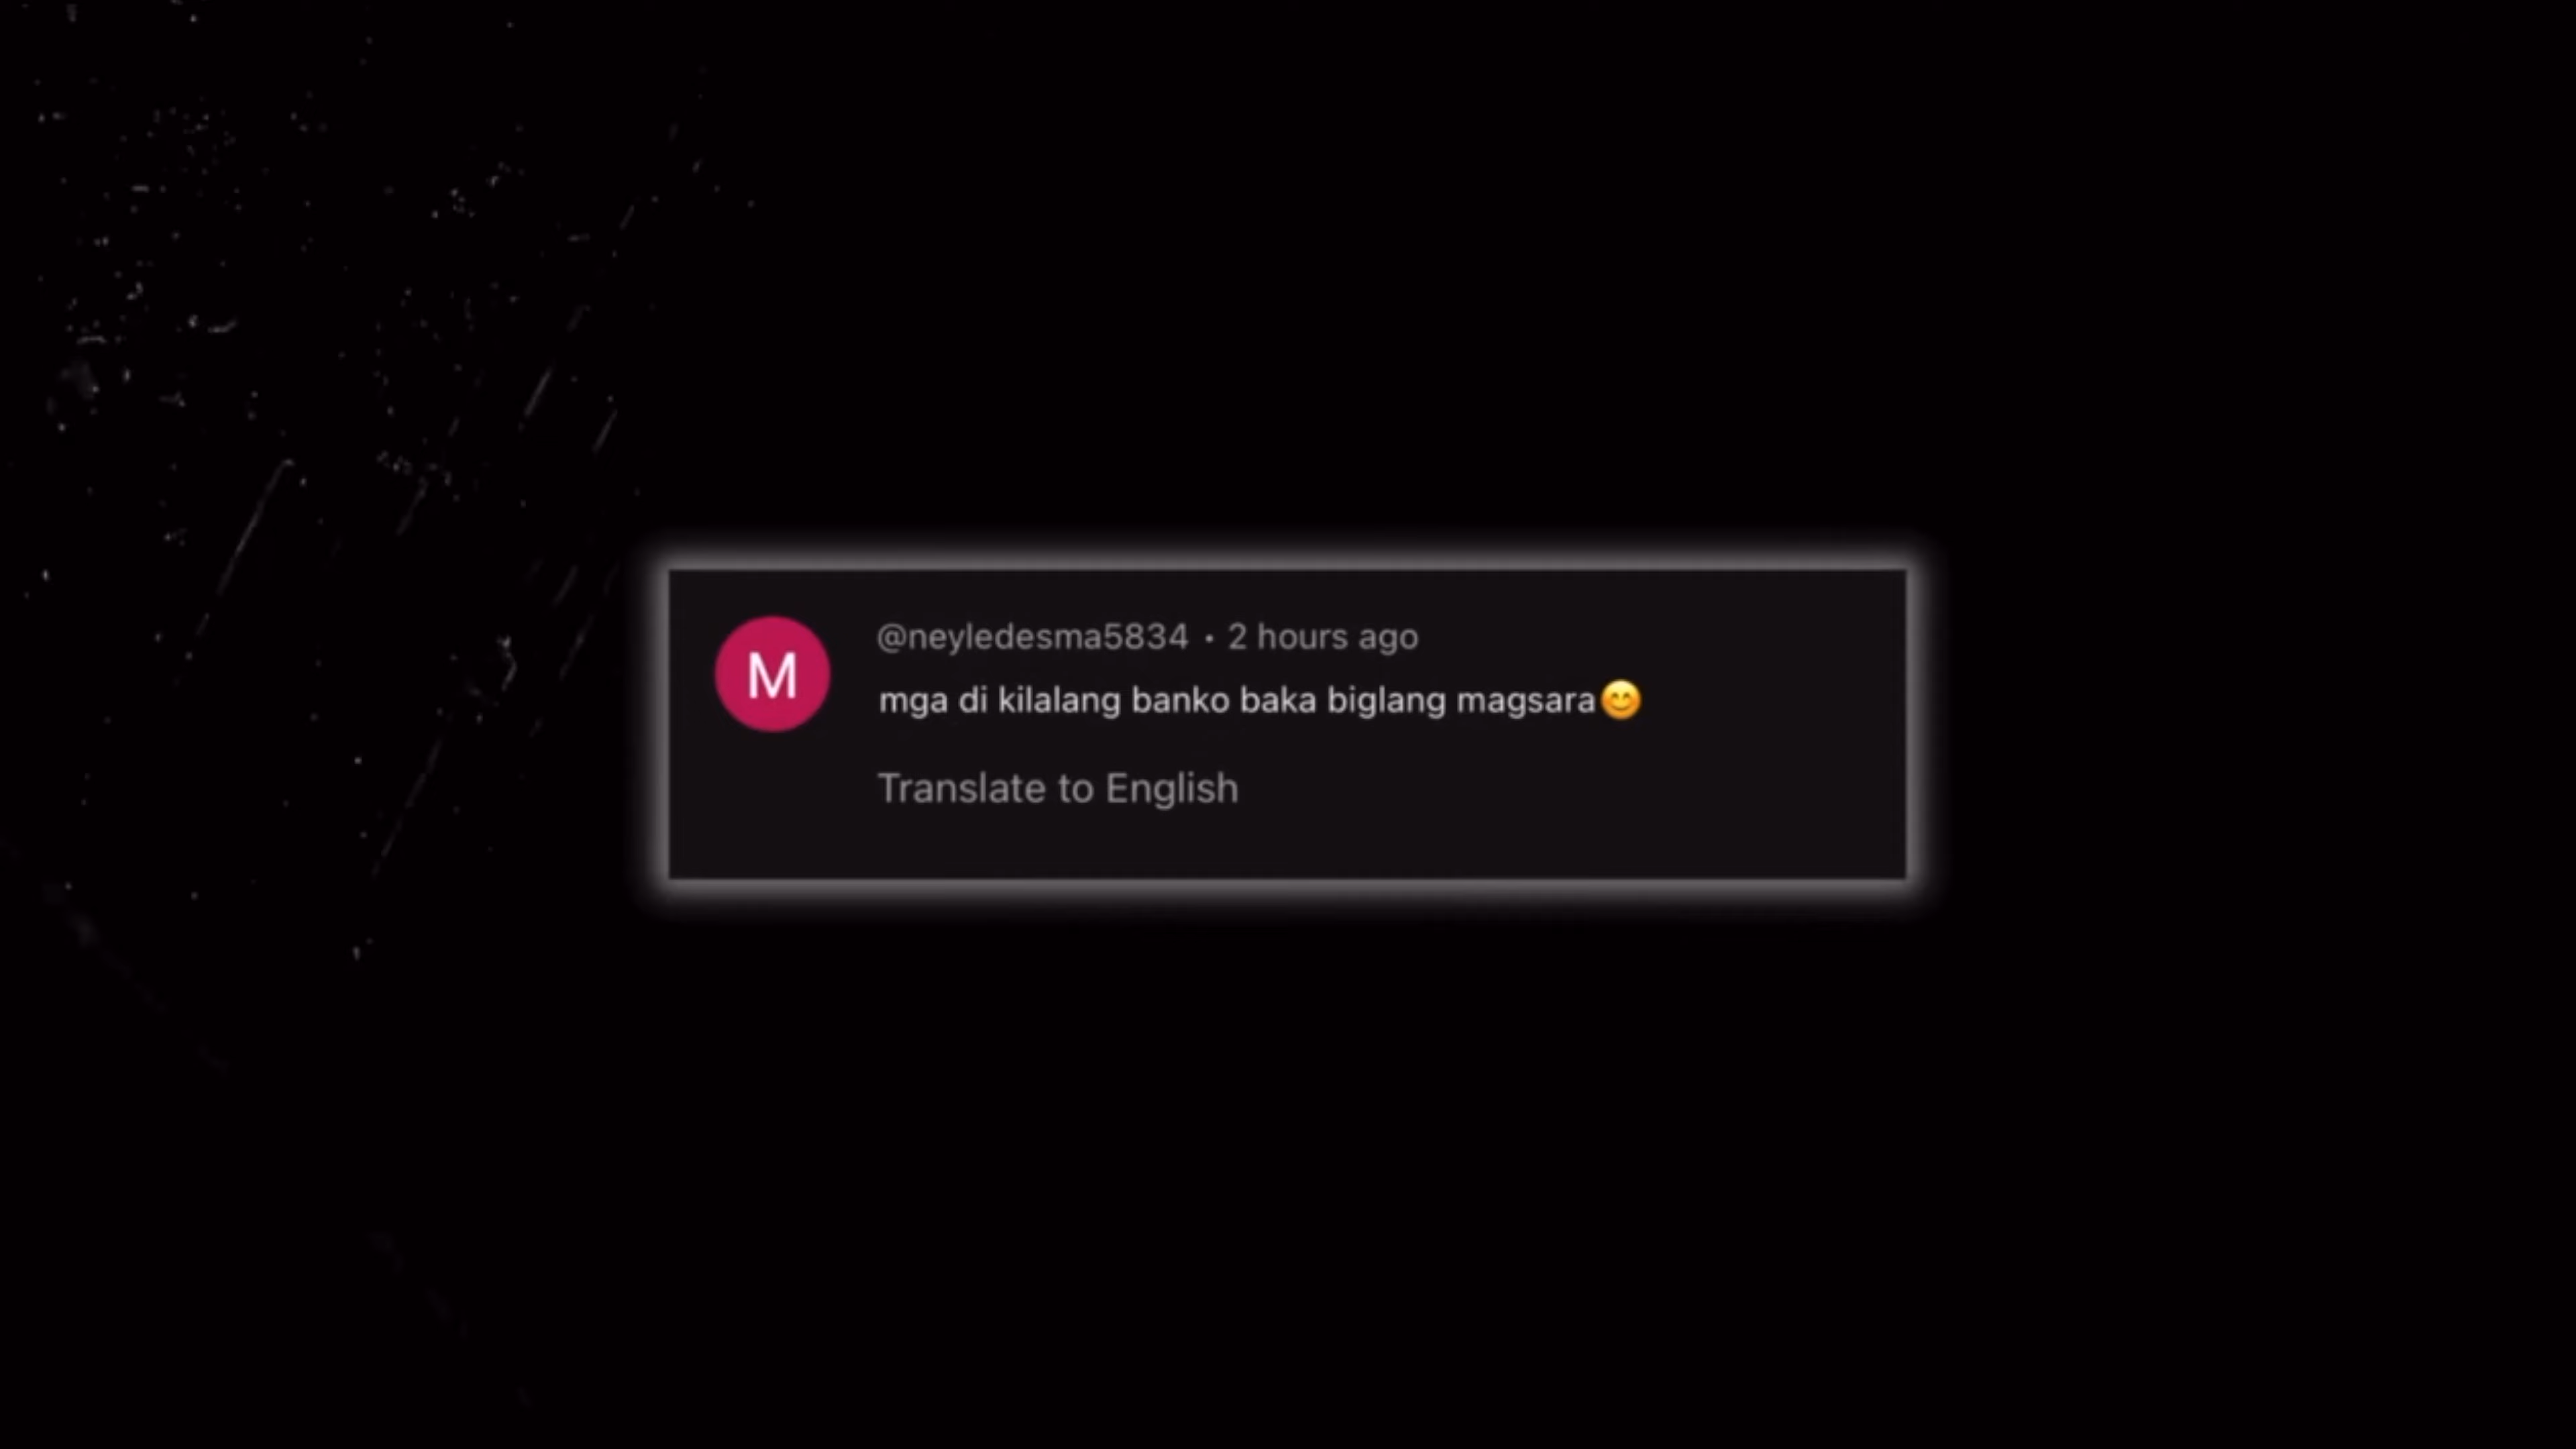 M
@neyledesma5834 • 2 hours ago
mga di kilalang banko baka biglang magsara😊
Translate to English